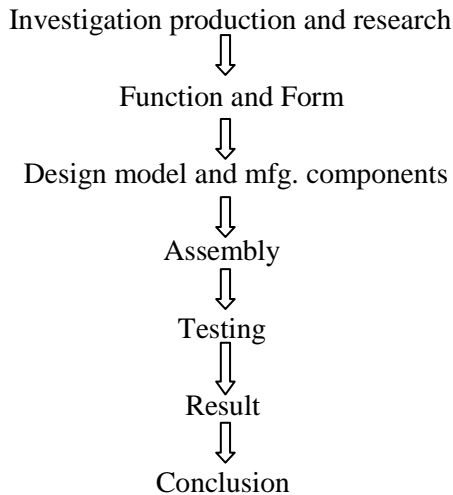 Investigation production and research
Function and Form
Design model and mfg. components
Assembly
Testing
Result
Conclusion